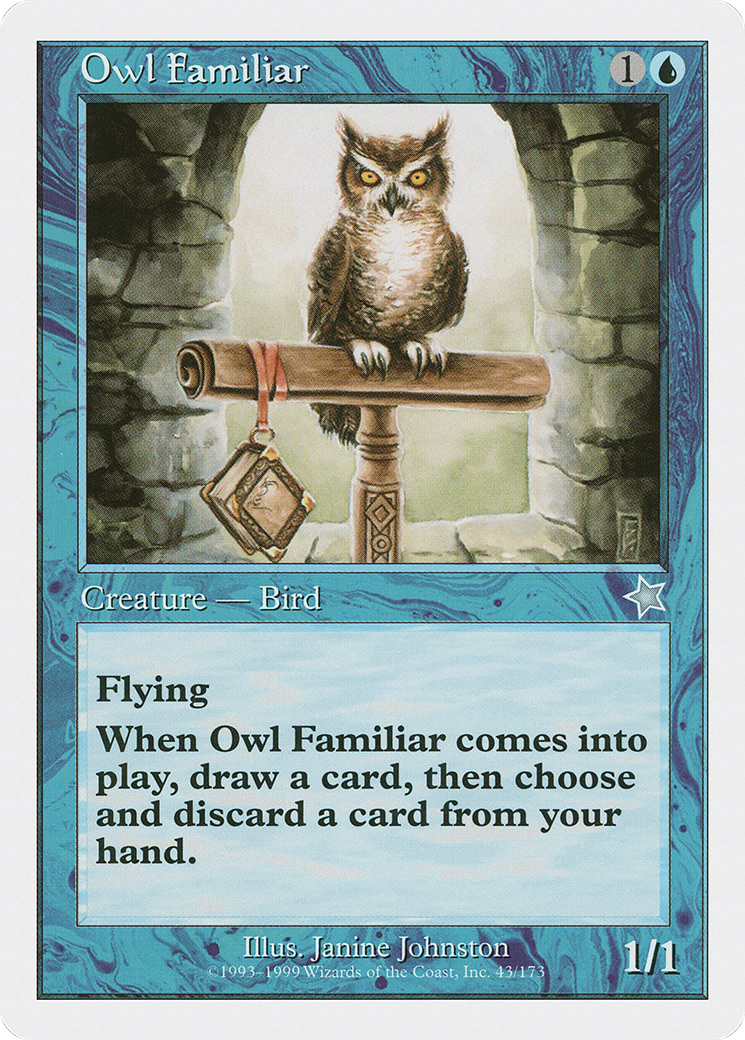 Owl Familiar 1
Creature — Bird
Flying
When Owl Familiar comes into
play, draw a card, then choose
and discard a card from your
hand.
Illus. Janine Johnston
©1993–1999 Wizards of the Coast, Inc. 43/173
1/1